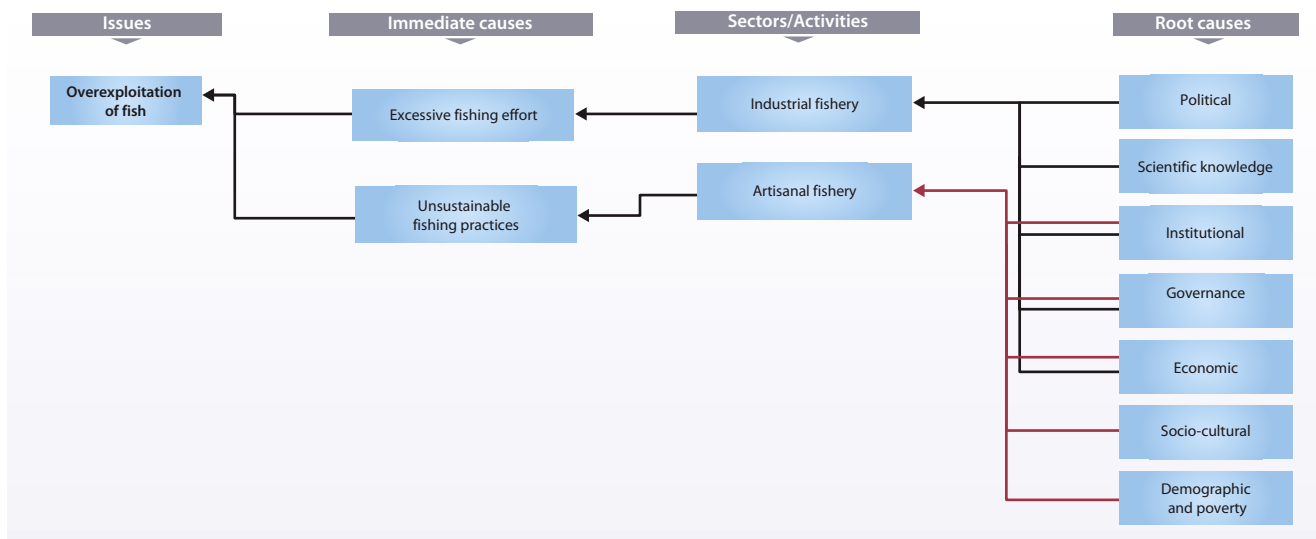 Issues
Immediate causes
Sectors/Activities
Root causes
Overexploitation
of fish
Excessive fishing effort
Unsustainable
fishing practices
Industrial fishery
Artisanal fishery
Political
Scientific knowledge
Institutional
Governance
Economic
Socio-cultural
Demographic
and poverty